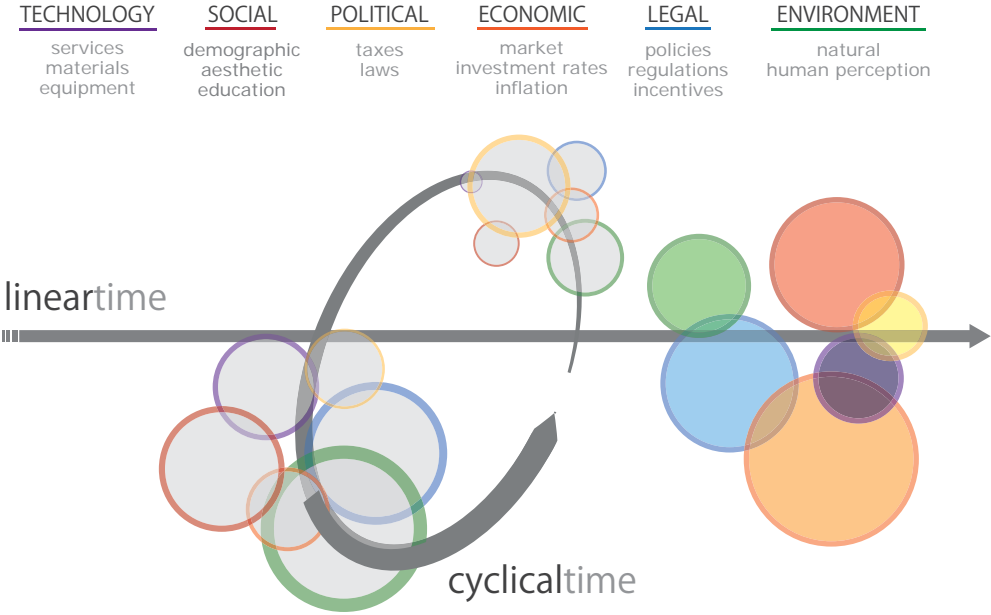 TECHNOLOGY
services
materials
equipment
SOCIAL
demographic
aesthetic
education
POLITICAL
taxes
laws
ECONOMIC
market
investment rates
inflation
LEGAL
policies
regulations
incentives
ENVIRONMENT
natural
human perception
lineartime
cyclicaltime